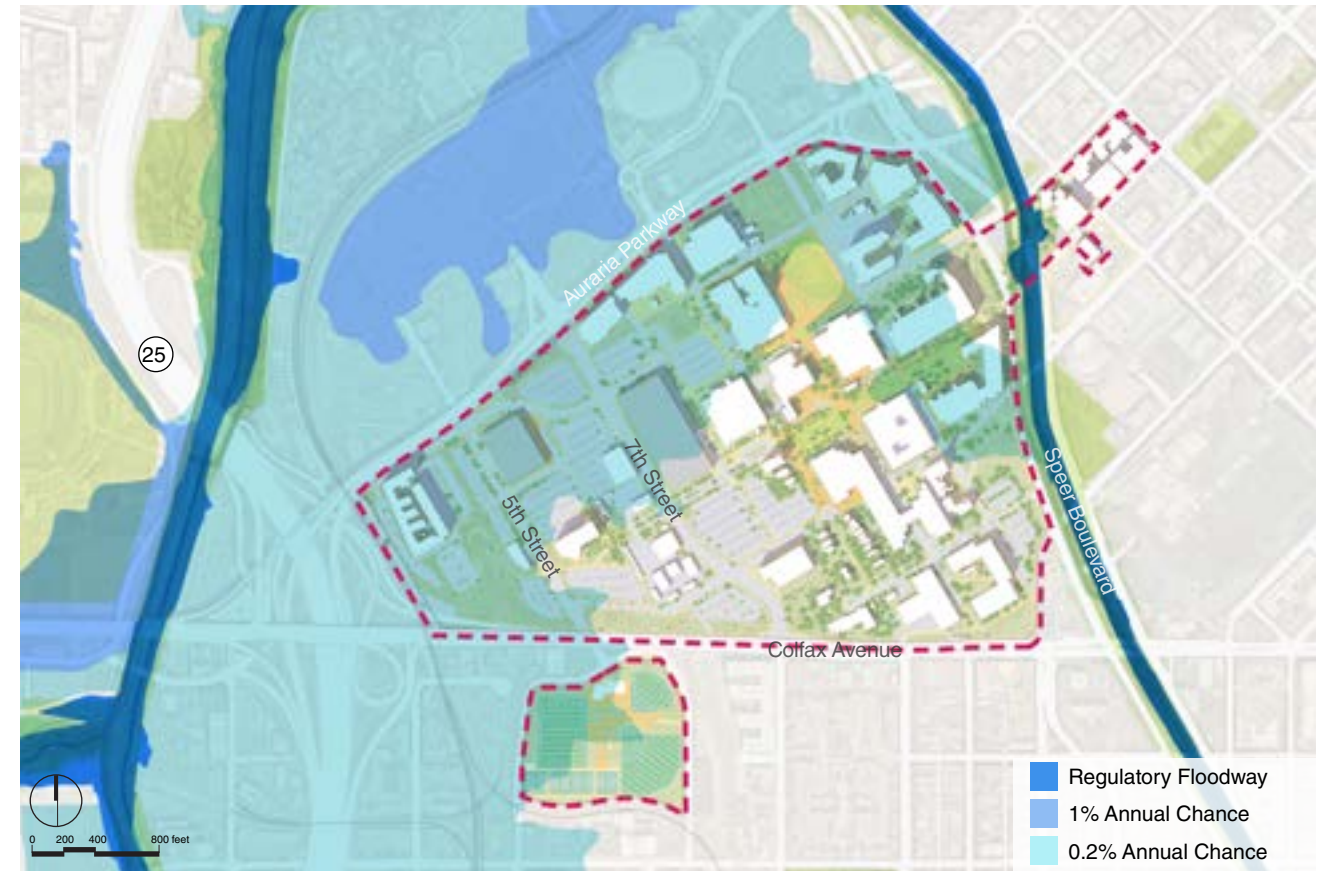 Auraria Parkway
25
7th Street
5th Street
Speer Boulevard
Colfax Avenue
0 200 400 800 feet
Regulatory Floodway
1% Annual Chance
0.2% Annual Chance